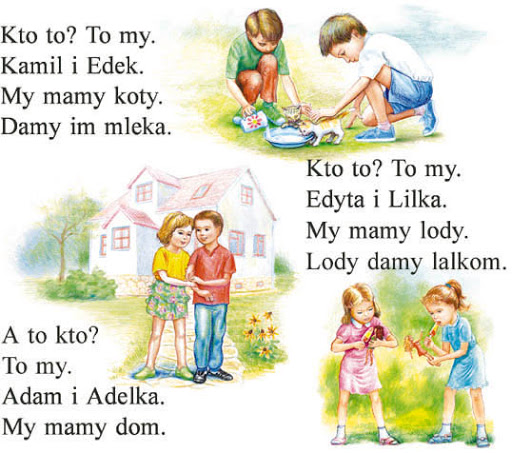 Kto to? To my.
Kamil i Edek.
My mamy koty.
Damy im mleka.
Kto to? To my.
Edyta i Lilka.
My mamy lody.
Lody damy lalkom.
A to kto?
To my.
Adam i Adelka.
My mamy dom.